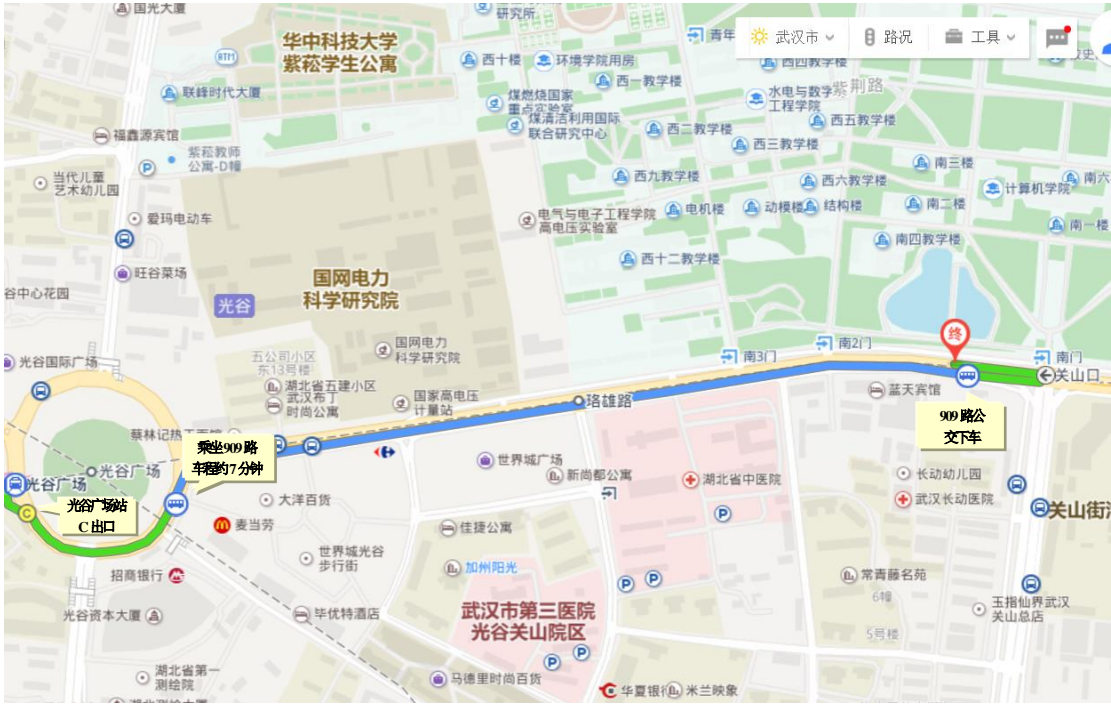 国光大厦
研究所
青年
武汉市
路况
工具
华中科技大学
紫菘学生公寓
西十楼
环境学院用房
西四教学楼
ATM
联峰时代大厦
西一教学楼
煤燃烧国家
重点实验室
煤清洁利用国际
联合研究中心
水电与数字
工程学院
紫荆路
西五教学楼
福鑫源宾馆
西二教学楼
西三教学楼
紫菘教师
公寓-D幢
P
当代儿童
艺术幼儿园
南三楼
西九教学楼
西六教学楼
计算机学院
南六
爱玛电动车
电气与电子工程学院
高电压实验室
电机楼
动模楼
结构楼
南二楼
南一楼
南四教学楼
西十二教学楼
旺谷菜场
谷中心花园
光谷
国网电力
科学研究院
终
光谷国际广场
国网电力
科学研究院
五公司小区
东13号楼
南3门
南2门
南门
关山口
湖北省五建小区
武汉布丁
时尚公寓
国家高电压
计量站
珞雄路
蓝天宾馆
909 路公
交下车
蔡林记热干面馆
乘坐909 路
车程约7 分钟
光谷广场
光谷广场
世界城广场
新尚都公寓
湖北省中医院
长动幼儿园
武汉长动医院
C
光谷广场站
C 出口
大洋百货
麦当劳
佳捷公寓
P
关山街
世界城光谷
步行街
招商银行
加州阳光
常青藤名苑
6幢
P
P
光谷资本大厦
毕优特酒店
武汉市第三医院
光谷关山院区
玉指仙界武汉
关山总店
5号楼
P
P
湖北省第一
测绘院
马德里时尚百货
华夏银行
米兰映象